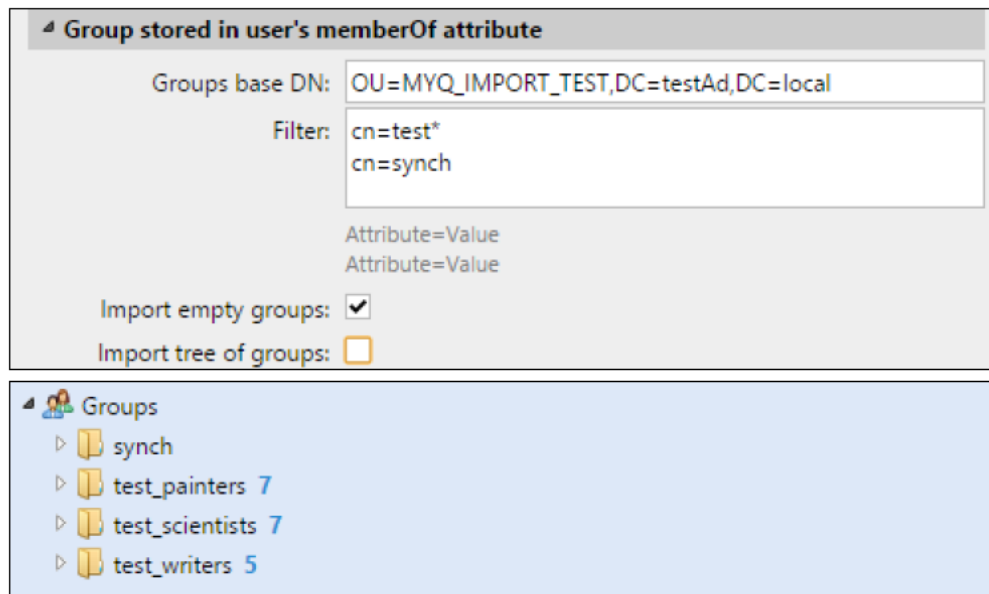 Group stored in user's memberOf attribute
Groups base DN: OU=MYQ_IMPORT_TEST,DC=testAd,DC=local
Filter: cn=test*
cn=synch
Attribute=Value
Attribute=Value
Import empty groups:
Import tree of groups:
Groups
synch
test_painters 7
test_scientists 7
test_writers 5